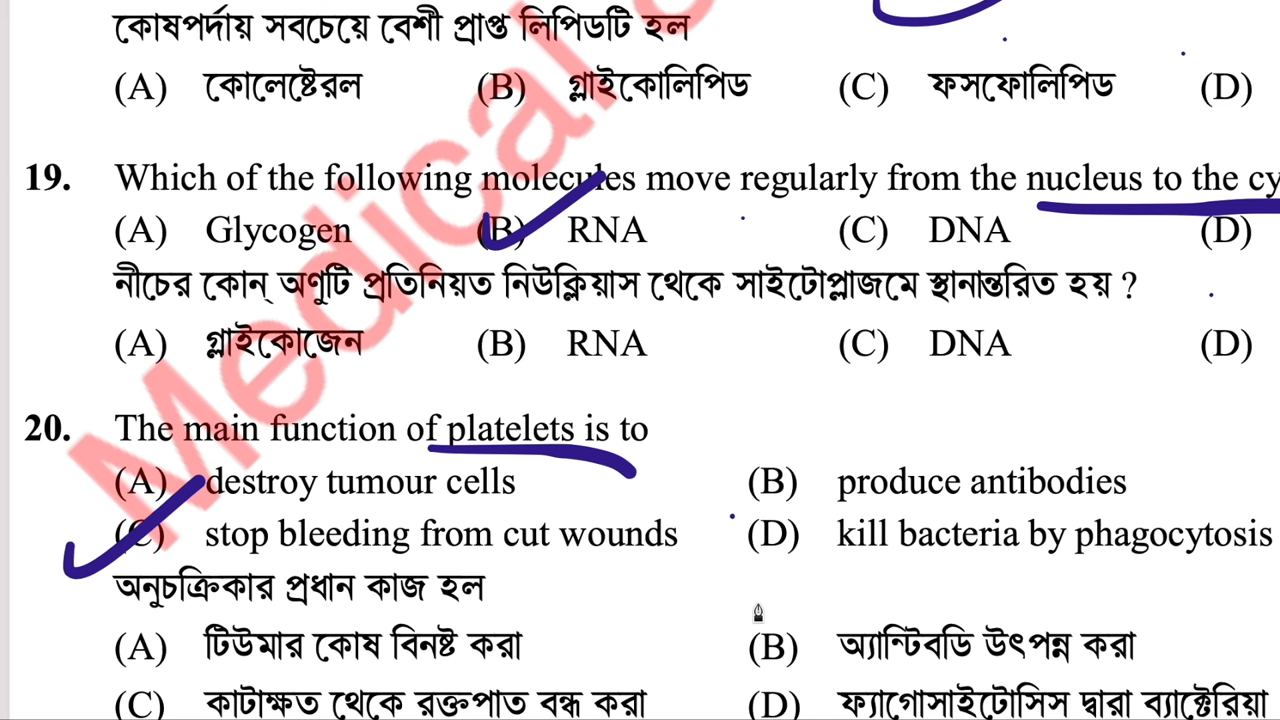 কোষপর্দায় সবচেয়ে বেশী প্রাপ্ত লিপিডটি হল
(A) কোলেষ্টেরল (B) গ্লাইকোলিপিড (C) ফসফোলিপিড (D)
19. Which of the following molecules move regularly from the nucleus to the cy
(A) Glycogen (B) RNA (C) DNA (D)
নীচের কোন্ অণুটি প্রতিনিয়ত নিউক্লিয়াস থেকে সাইটোপ্লাজমে স্থানান্তরিত হয় ?
(A) গ্লাইকোজেন (B) RNA (C) DNA (D)
20. The main function of platelets is to
(A) destroy tumour cells (B) produce antibodies
(C) stop bleeding from cut wounds (D) kill bacteria by phagocytosis
অনুচক্রিকার প্রধান কাজ হল
(A) টিউমার কোষ বিনষ্ট করা (B) অ্যান্টিবডি উৎপন্ন করা
(C) কাটাক্ষত থেকে রক্তপাত বন্ধ করা (D) ফ্যাগোসাইটোসিস দ্বারা ব্যাক্টেরিয়া
Medical